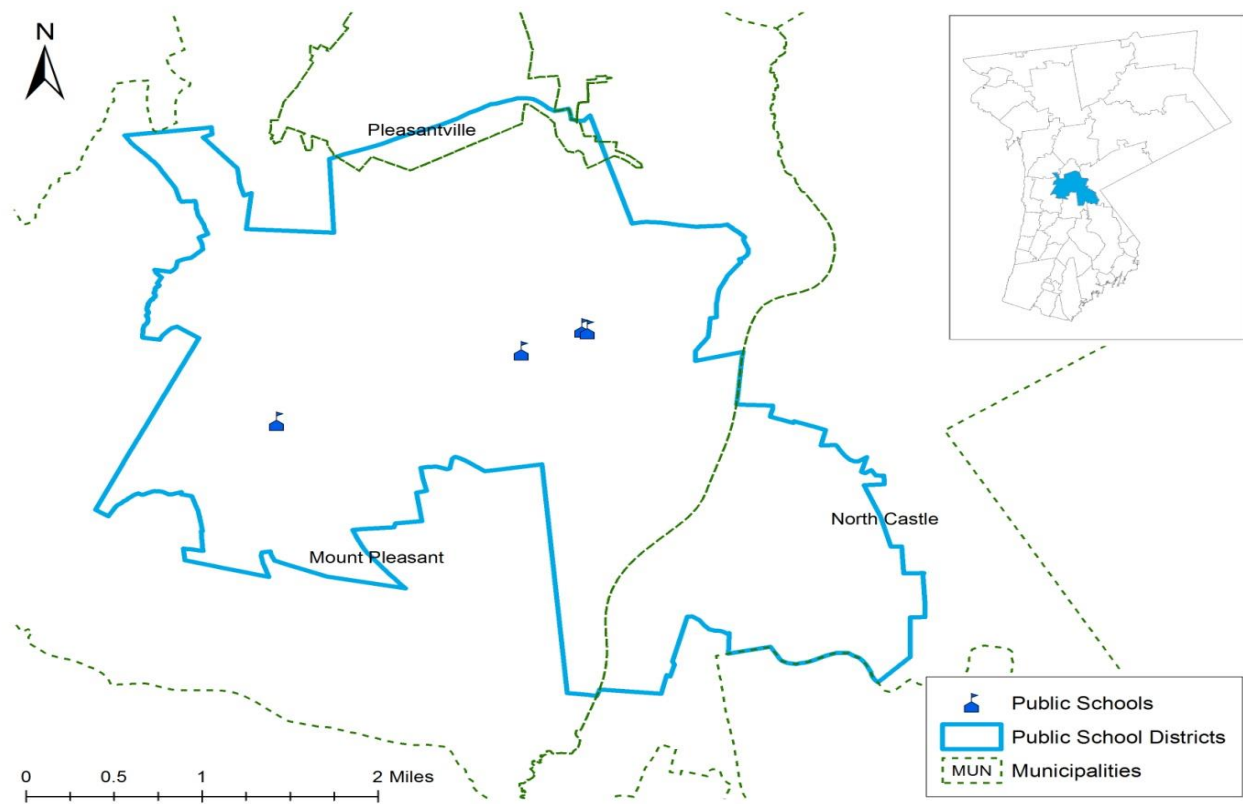 N
Pleasantville
North Castle
Mount Pleasant
Public Schools
Public School Districts
MUN Municipalities
0 0.5 1 2 Miles